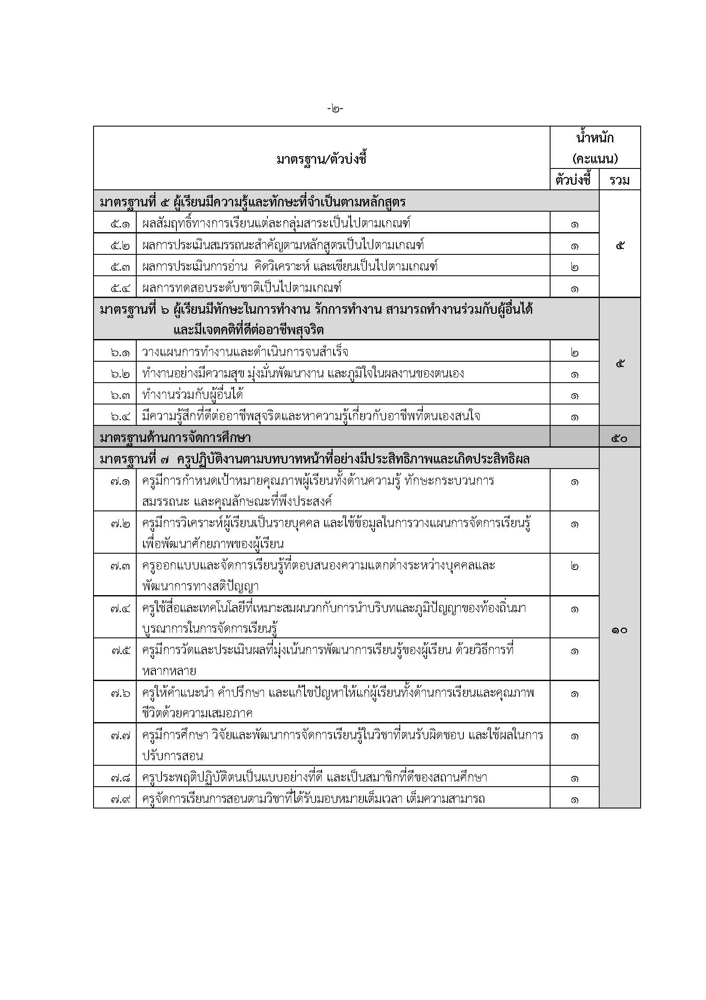 -๒-
มาตรฐาน/ตัวบ่งชี้
น้ำหนัก
(คะแนน)
ตัวบ่งชี้ รวม
มาตรฐานที่ ๕ ผู้เรียนมีความรู้และทักษะที่จำเป็นตามหลักสูตร
๕.๑ ผลสัมฤทธิ์ทางการเรียนแต่ละกลุ่มสาระเป็นไปตามเกณฑ์ ๑
๕.๒ ผลการประเมินสมรรถนะสำคัญตามหลักสูตรเป็นไปตามเกณฑ์ ๑ ๕
๕.๓ ผลการประเมินการอ่าน คิดวิเคราะห์ และเขียนเป็นไปตามเกณฑ์ ๒
๕.๔ ผลการทดสอบระดับชาติเป็นไปตามเกณฑ์ ๑
มาตรฐานที่ ๖ ผู้เรียนมีทักษะในการทำงาน รักการทำงาน สามารถทำงานร่วมกับผู้อื่นได้
และมีเจตคติที่ดีต่ออาชีพสุจริต
๖.๑ วางแผนการทำงานและดำเนินการจนสำเร็จ ๒
๕
๖.๒ ทำงานอย่างมีความสุข มุ่งมั่นพัฒนางาน และภูมิใจในผลงานของตนเอง ๑
๖.๓ ทำงานร่วมกับผู้อื่นได้ ๑
๖.๔ มีความรู้สึกที่ดีต่ออาชีพสุจริตและหาความรู้เกี่ยวกับอาชีพที่ตนเองสนใจ ๑
มาตรฐานด้านการจัดการศึกษา ๕๐
มาตรฐานที่ ๗ ครูปฏิบัติงานตามบทบาทหน้าที่อย่างมีประสิทธิภาพและเกิดประสิทธิผล
๗.๑ ครูมีการกำหนดเป้าหมายคุณภาพผู้เรียนทั้งด้านความรู้ ทักษะกระบวนการ ๑
สมรรถนะ และคุณลักษณะที่พึงประสงค์
๗.๒ ครูมีการวิเคราะห์ผู้เรียนเป็นรายบุคคล และใช้ข้อมูลในการวางแผนการจัดการเรียนรู้ ๑
เพื่อพัฒนาศักยภาพของผู้เรียน
๗.๓ ครูออกแบบและจัดการเรียนรู้ที่ตอบสนองความแตกต่างระหว่างบุคคลและ ๒
พัฒนาการทางสติปัญญา
๗.๔ ครูใช้สื่อและเทคโนโลยีที่เหมาะสมผนวกกับการนำบริบทและภูมิปัญญาของท้องถิ่นมา ๑
บูรณาการในการจัดการเรียนรู้ ๑๐
๗.๕ ครูมีการวัดและประเมินผลที่มุ่งเน้นการพัฒนาการเรียนรู้ของผู้เรียน ด้วยวิธีการที่ ๑
หลากหลาย
๗.๖ ครูให้คำแนะนำ คำปรึกษา และแก้ไขปัญหาให้แก่ผู้เรียนทั้งด้านการเรียนและคุณภาพ ๑
ชีวิตด้วยความเสมอภาค
๗.๗ ครูมีการศึกษา วิจัยและพัฒนาการจัดการเรียนรู้ในวิชาที่ตนรับผิดชอบ และใช้ผลในการ ๑
ปรับการสอน
๗.๘ ครูประพฤติปฏิบัติตนเป็นแบบอย่างที่ดี และเป็นสมาชิกที่ดีของสถานศึกษา ๑
๗.๙ ครูจัดการเรียนการสอนตามวิชาที่ได้รับมอบหมายเต็มเวลา เต็มความสามารถ ๑